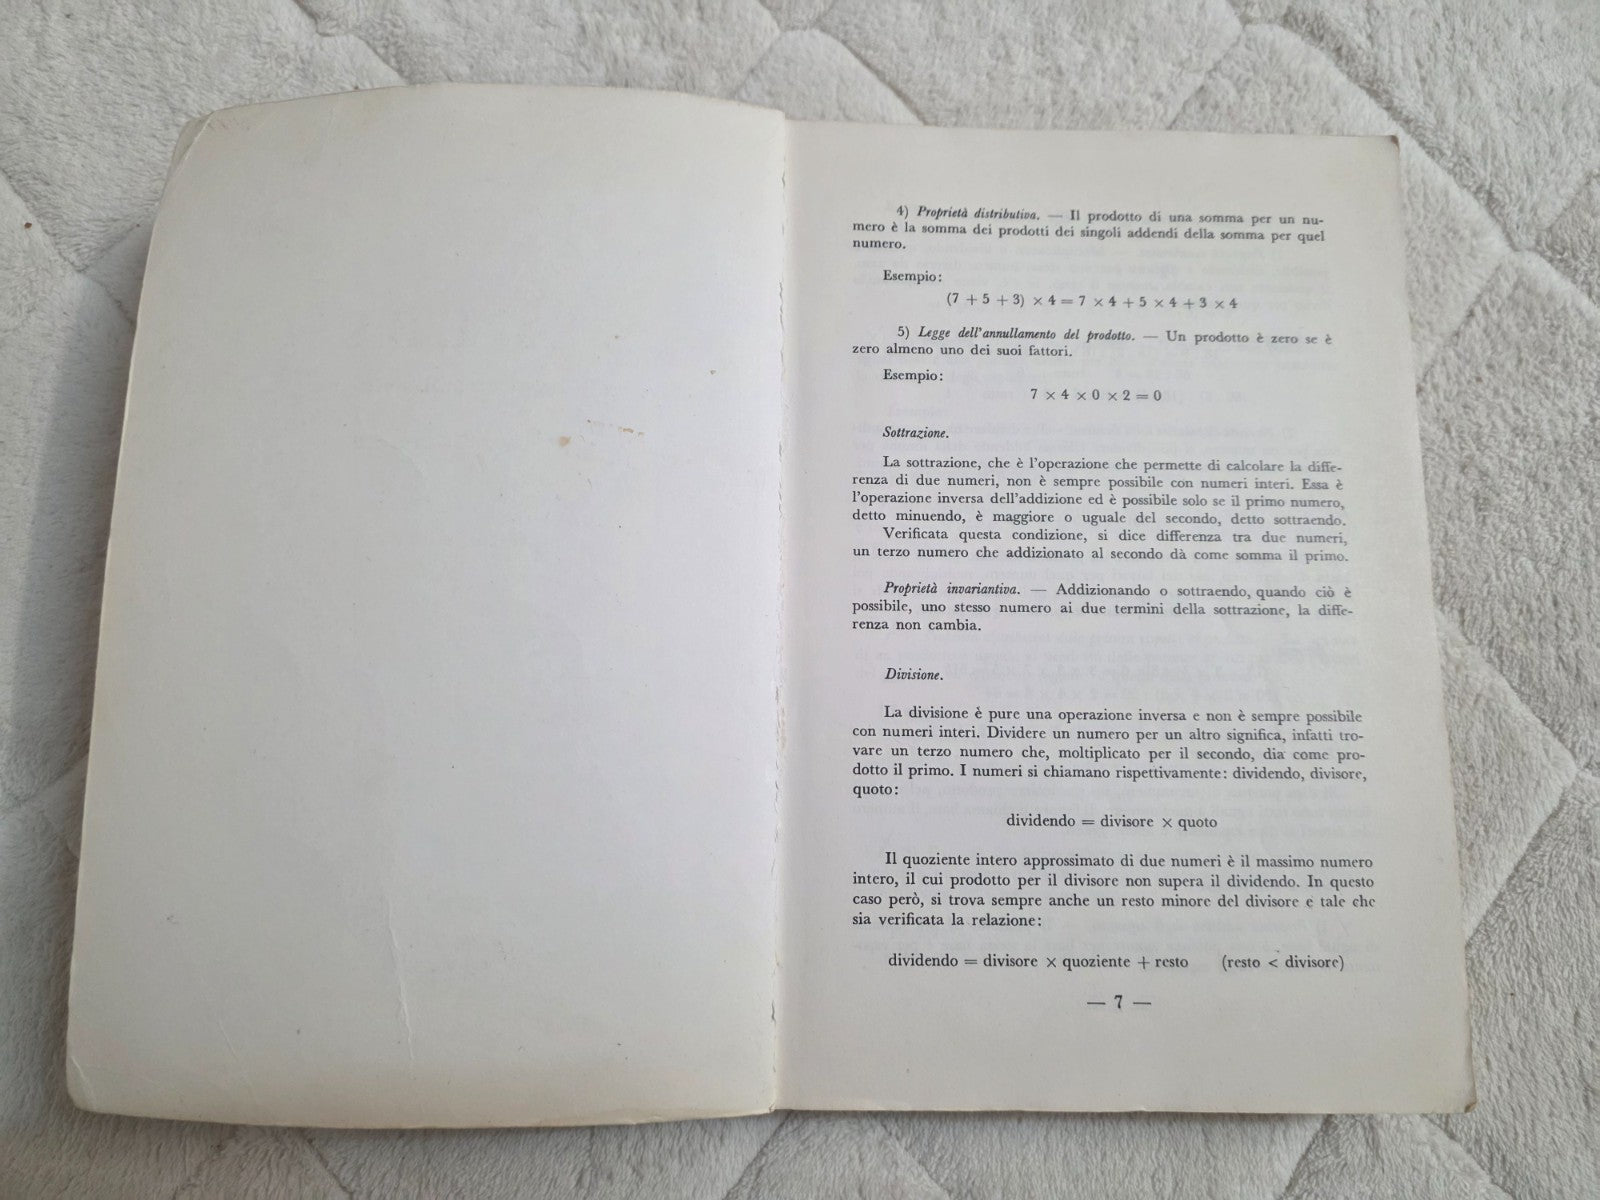 4) Proprietà distributiva. — Il prodotto di una somma per un nu-
mero è la somma dei prodotti dei singoli addendi della somma per quel
numero.
Esempio:
(7 + 5 + 3) × 4 = 7 × 4 + 5 × 4 + 3 × 4
5) Legge dell'annullamento del prodotto. — Un prodotto è zero se è
zero almeno uno dei suoi fattori.
Esempio:
7 × 4 × 0 × 2 = 0
Sottrazione.
La sottrazione, che è l'operazione che permette di calcolare la diffe-
renza di due numeri, non è sempre possibile con numeri interi. Essa è
l'operazione inversa dell'addizione ed è possibile solo se il primo numero,
detto minuendo, è maggiore o uguale del secondo, detto sottraendo.
Verificata questa condizione, si dice differenza tra due numeri,
un terzo numero che addizionato al secondo dà come somma il primo.
Proprietà invariantiva. — Addizionando o sottraendo, quando ciò è
possibile, uno stesso numero ai due termini della sottrazione, la diffe-
renza non cambia.
Divisione.
La divisione è pure una operazione inversa e non è sempre possibile
con numeri interi. Dividere un numero per un altro significa, infatti tro-
vare un terzo numero che, moltiplicato per il secondo, dia come pro-
dotto il primo. I numeri si chiamano rispettivamente: dividendo, divisore,
quoto:
dividendo = divisore × quoto
Il quoziente intero approssimato di due numeri è il massimo numero
intero, il cui prodotto per il divisore non supera il dividendo. In questo
caso però, si trova sempre anche un resto minore del divisore e tale che
sia verificata la relazione:
dividendo = divisore × quoziente + resto (resto < divisore)
— 7 —